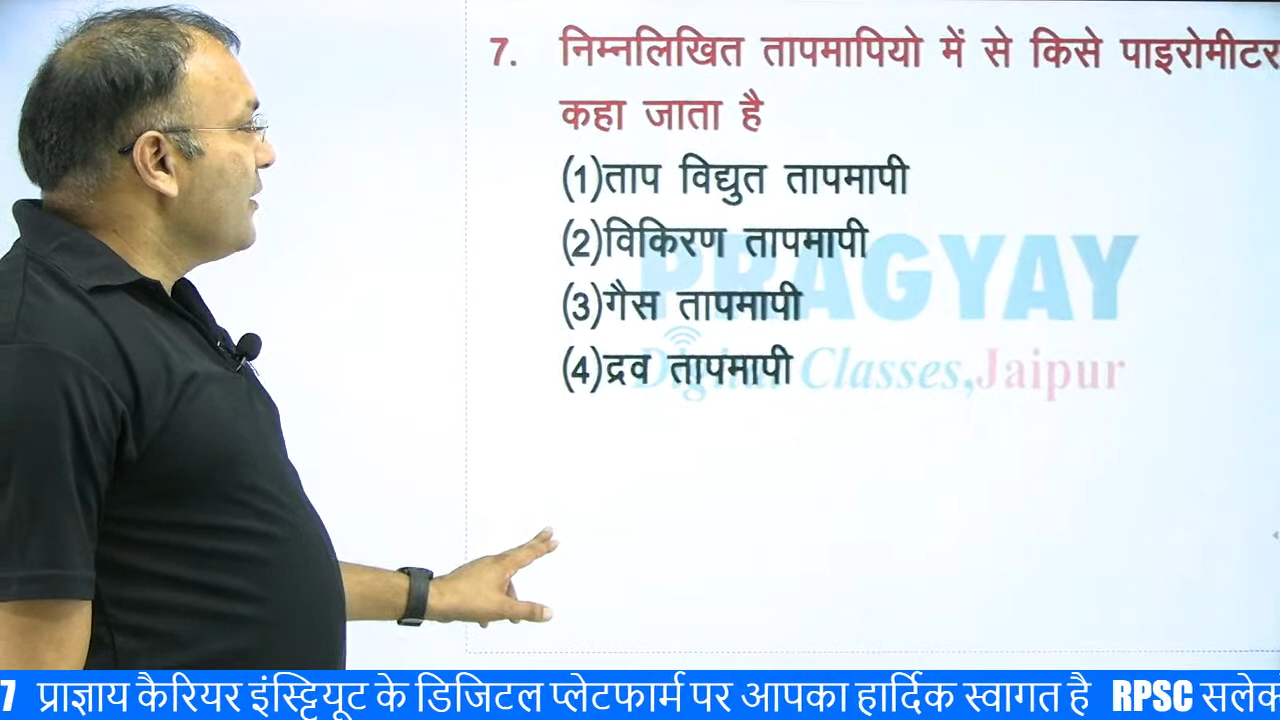 7. निम्नलिखित तापमापियो में से किसे पाइरोमीटर
कहा जाता है
(1)ताप विद्युत तापमापी
(2)विकिरण तापमापी
(3)गैस तापमापी
(4)द्रव तापमापी
PRAGYAY
Digital Classes,Jaipur
7 प्राज्ञाय कैरियर इंस्ट्टियूट के डिजिटल प्लेटफार्म पर आपका हार्दिक स्वागत है RPSC सलेक